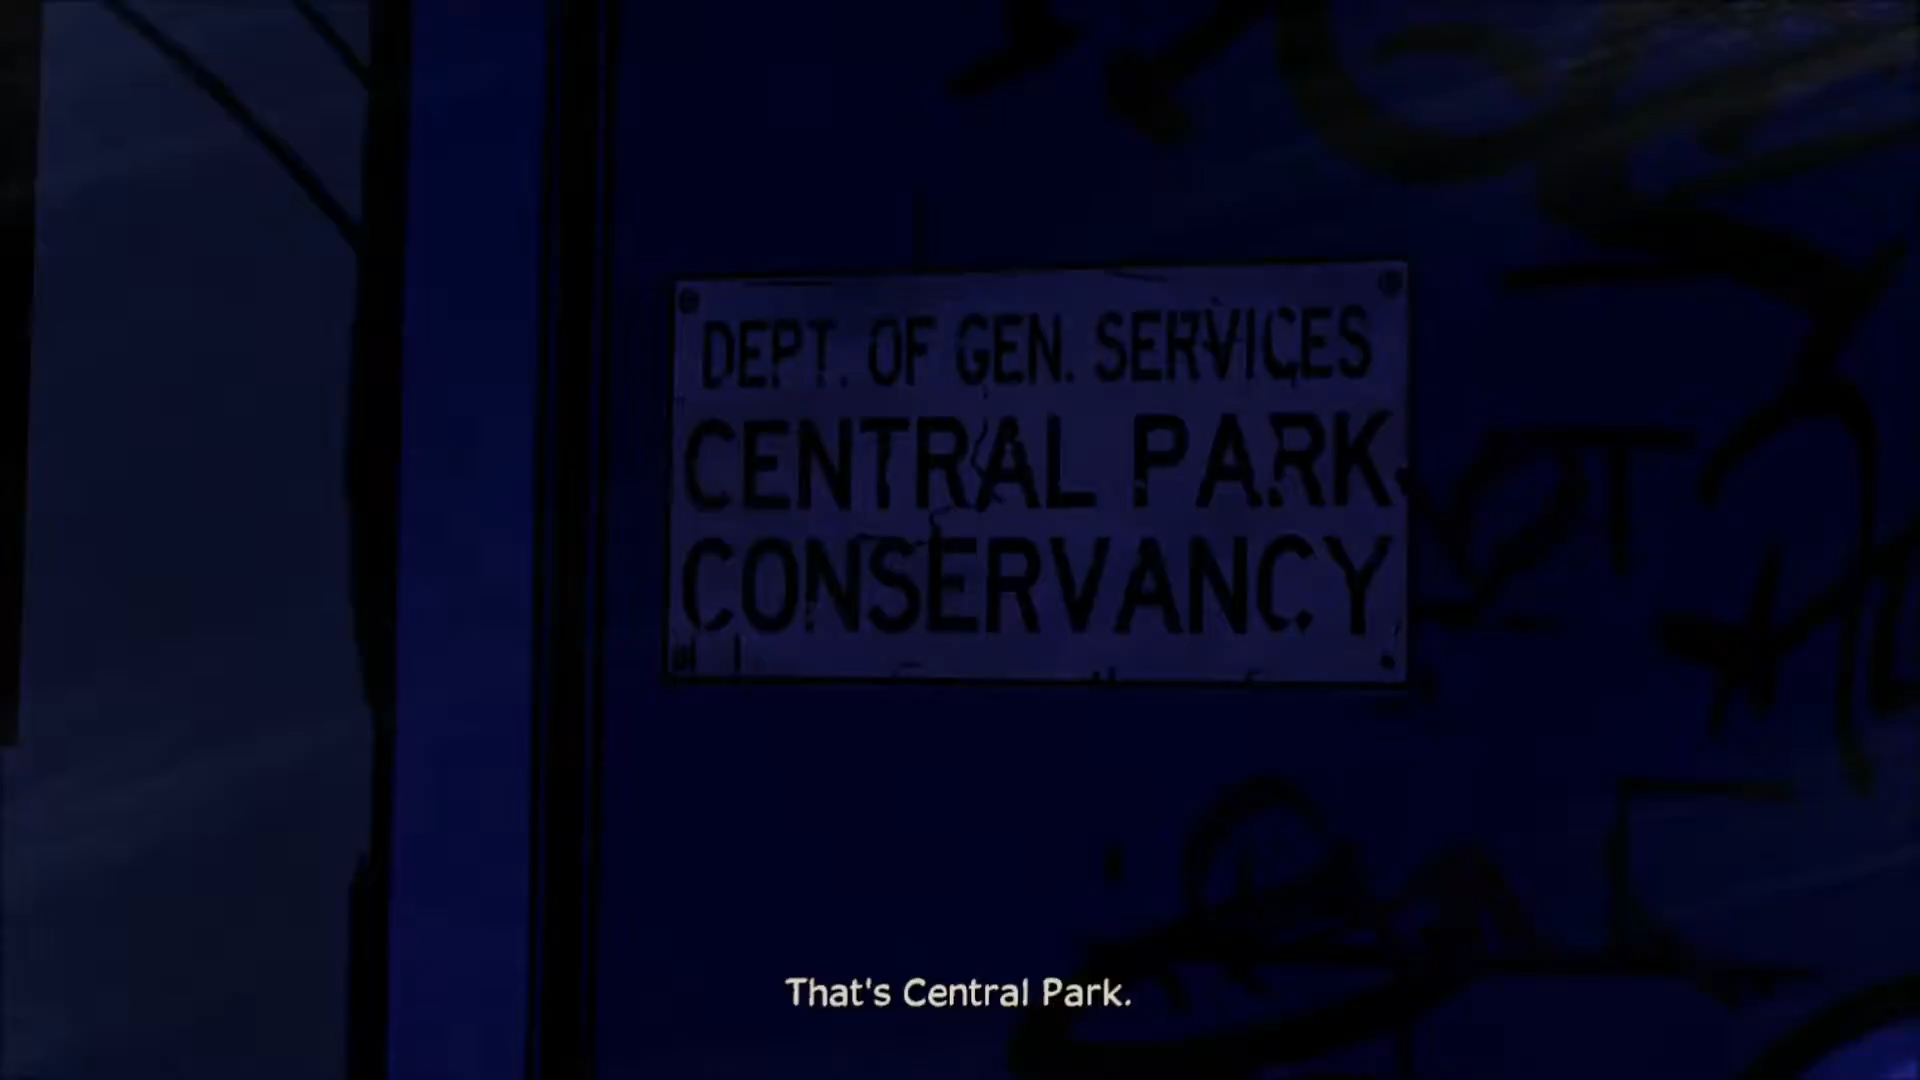 DEPT. OF GEN. SERVICES
CENTRAL PARK
CONSERVANCY
That's Central Park.